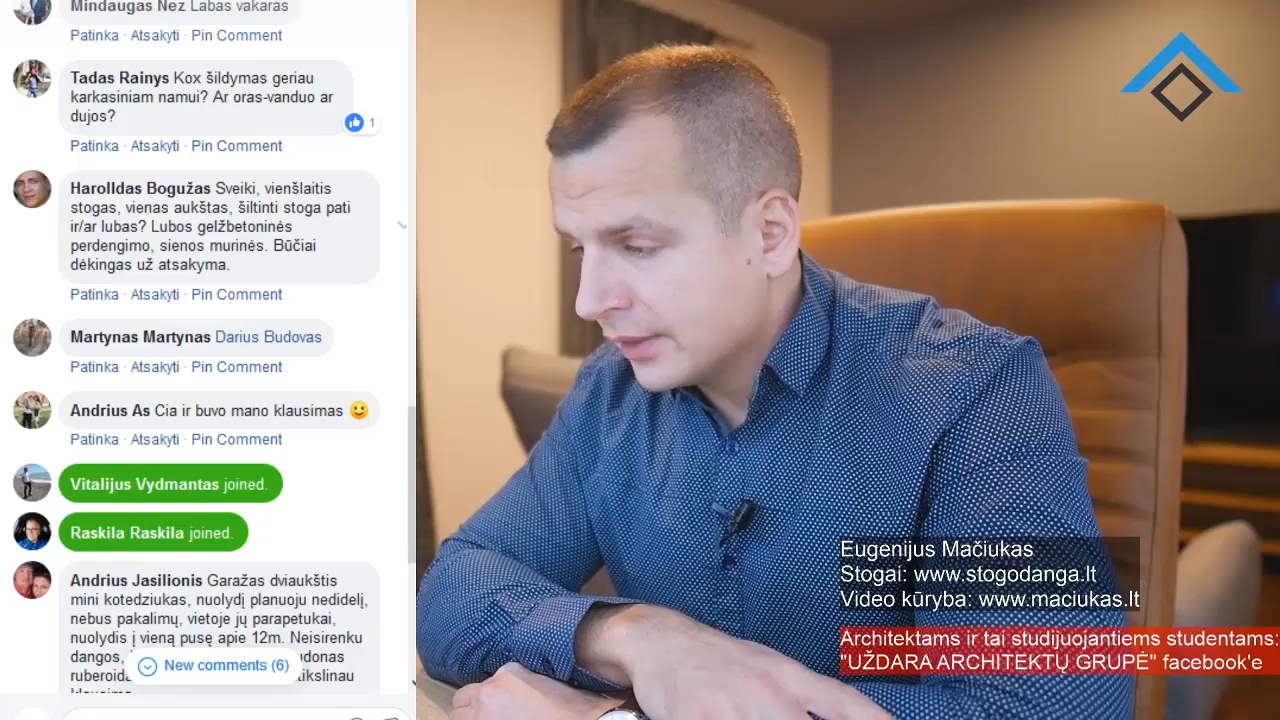 Mindaugas Nez Labas vakaras
Patinka · Atsakyti · Pin Comment
Tadas Rainys Kox šildymas geriau
karkasiniam namui? Ar oras-vanduo ar
dujos?
1
Patinka · Atsakyti · Pin Comment
Harolldas Bogužas Sveiki, vienšlaitis
stogas, vienas aukštas, šiltinti stoga pati
ir/ar lubas? Lubos gelžbetoninės
perdengimo, sienos murinės. Būčiai
dėkingas už atsakyma.
Patinka · Atsakyti · Pin Comment
Martynas Martynas Darius Budovas
Patinka · Atsakyti · Pin Comment
Andrius As Cia ir buvo mano klausimas
Patinka · Atsakyti · Pin Comment
Vitalijus Vydmantas joined.
Raskila Raskila joined.
Andrius Jasilionis Garažas dviaukštis
mini kotedziukas, nuolydį planuoju nedidelį,
nebus pakalimų, vietoje jų parapetukai,
nuolydis į vieną pusę apie 12m. Neisirenku
dangos,
ruberoida
New comments (6)
Eugenijus Mačiukas
Stogai: www.stogodanga.lt
Video kūryba: www.maciukas.lt
Architektams ir tai studijuojantiems studentams:
"UŽDARA ARCHITEKTŲ GRUPĖ" facebook'e